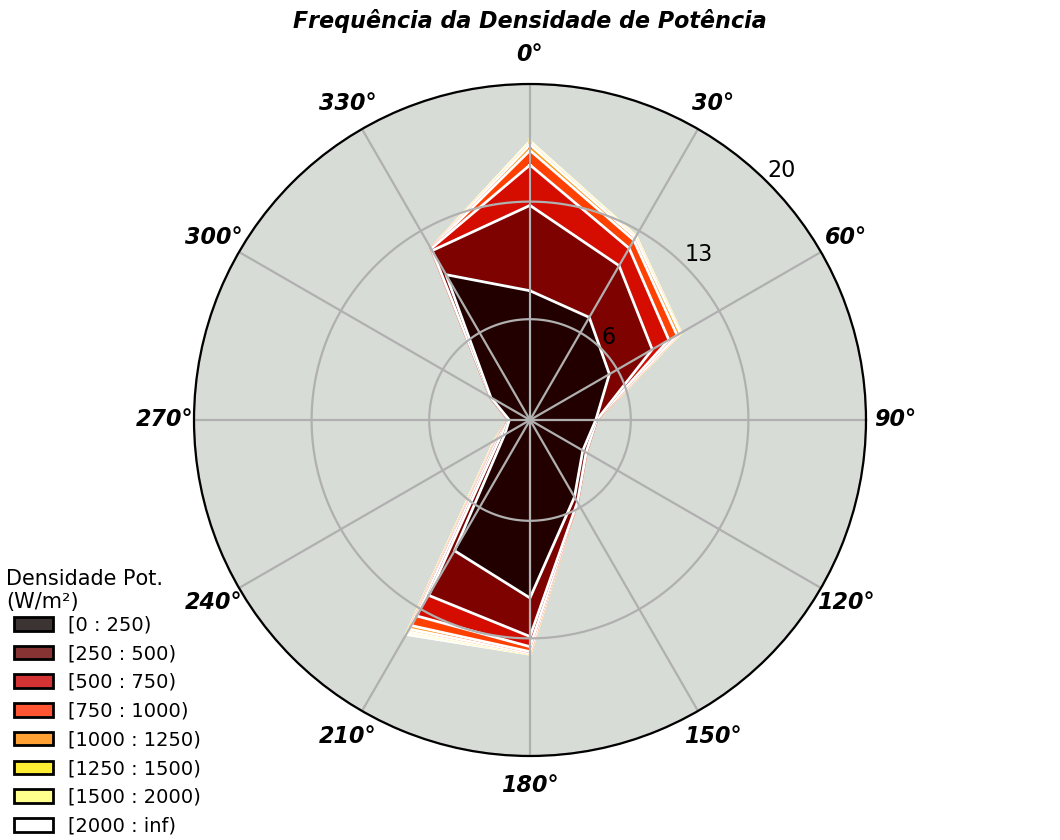 Frequência da Densidade de Potência
0°
330°
30°
20
300°
60°
13
6
270°
90°
240°
120°
210°
150°
180°
Densidade Pot.
(W/m²)
[0 : 250)
[250 : 500)
[500 : 750)
[750 : 1000)
[1000 : 1250)
[1250 : 1500)
[1500 : 2000)
[2000 : inf)